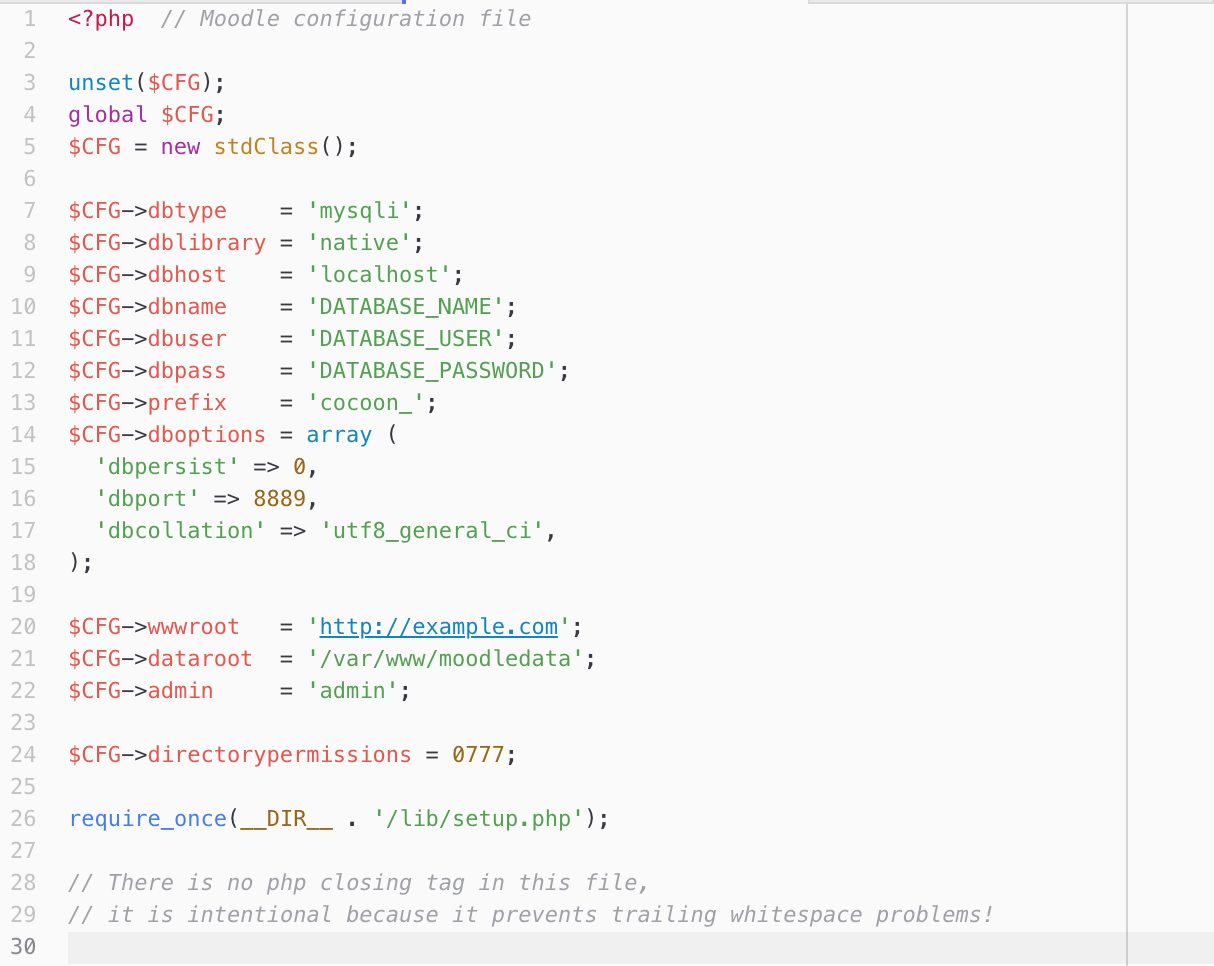 1 <?php  // Moodle configuration file
2
3 unset($CFG);
4 global $CFG;
5 $CFG = new stdClass();
6
7 $CFG->dbtype    = 'mysqli';
8 $CFG->dblibrary = 'native';
9 $CFG->dbhost    = 'localhost';
10 $CFG->dbname    = 'DATABASE_NAME';
11 $CFG->dbuser    = 'DATABASE_USER';
12 $CFG->dbpass    = 'DATABASE_PASSWORD';
13 $CFG->prefix    = 'cocoon_';
14 $CFG->dboptions = array (
15   'dbpersist' => 0,
16   'dbport' => 8889,
17   'dbcollation' => 'utf8_general_ci',
18 );
19
20 $CFG->wwwroot   = 'http://example.com';
21 $CFG->dataroot  = '/var/www/moodledata';
22 $CFG->admin     = 'admin';
23
24 $CFG->directorypermissions = 0777;
25
26 require_once(__DIR__ . '/lib/setup.php');
27
28 // There is no php closing tag in this file,
29 // it is intentional because it prevents trailing whitespace problems!
30